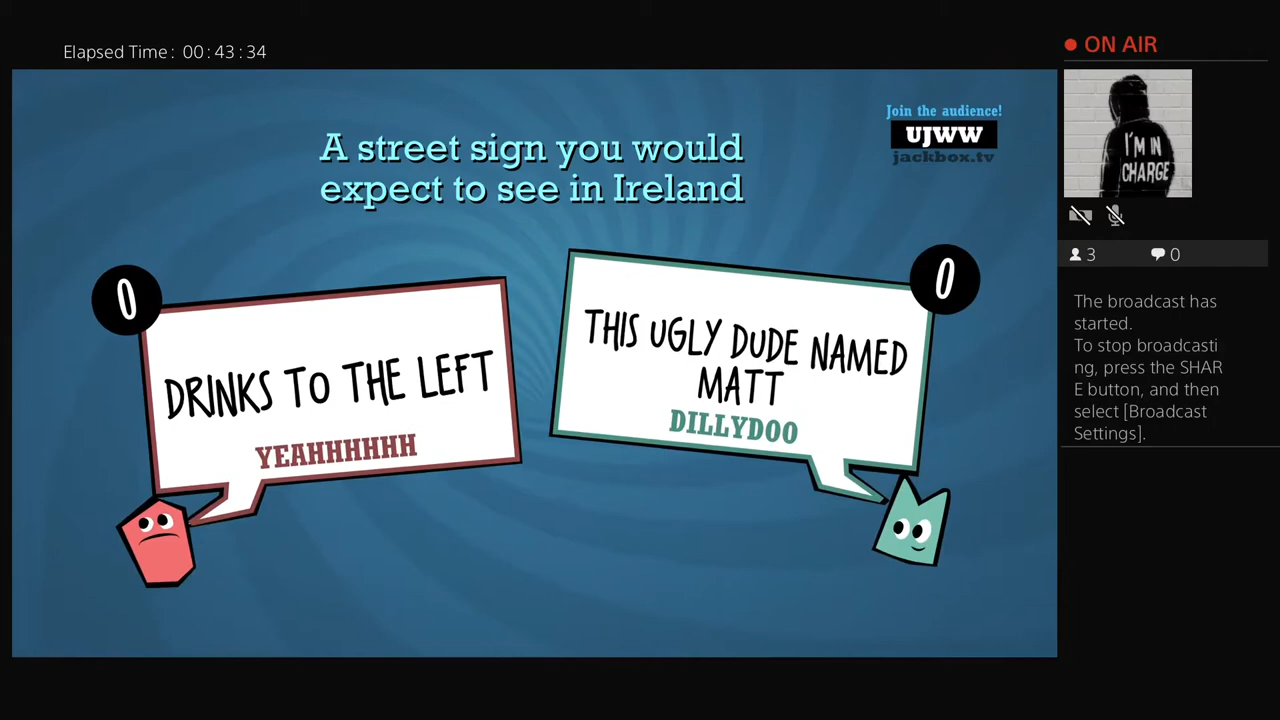 Elapsed Time: 00:43:34
ON AIR
Join the audience!
UJWW
jackbox.tv
A street sign you would
expect to see in Ireland
I'M IN
CHARGE
3 0
0
DRINKS TO THE LEFT
YEAHHHHHH
0
THIS UGLY DUDE NAMED
MATT
DILLYDOO
The broadcast has
started.
To stop broadcasti
ng, press the SHAR
E button, and then
select [Broadcast
Settings].